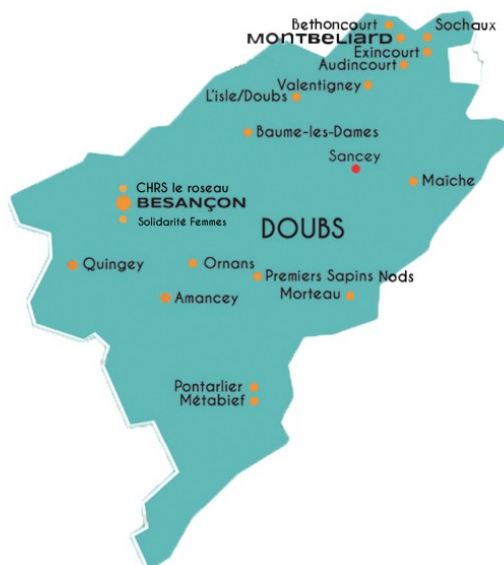 Bethoncourt
Sochaux
MONTBELIARD
Exincourt
Audincourt
Valentigney
L'isle/Doubs
Baume-les-Dames
Sancey
Maîche
CHRS le roseau
BESANÇON
Solidarité Femmes
DOUBS
Quingey
Ornans
Premiers Sapins Nods
Amancey
Morteau
Pontarlier
Métabief